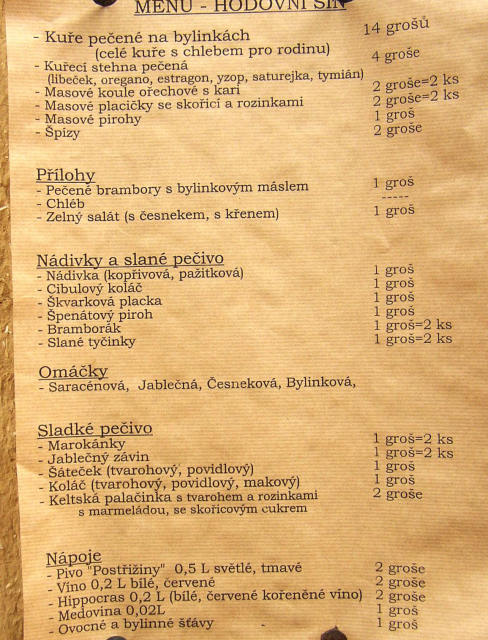 MENU - HODOVNÍ SÍŇ
- Kuře pečené na bylinkách 14 grošů
(celé kuře s chlebem pro rodinu)
- Kuřecí stehna pečená 4 groše
(libeček, oregano, estragon, yzop, saturejka, tymián)
- Masové koule ořechové s kari 2 groše=2 ks
- Masové placičky se skořicí a rozinkami 2 groše=2 ks
- Masové pirohy 1 groš
- Špízy 2 groše
Přílohy
- Pečené brambory s bylinkovým máslem 1 groš
- Chléb -----
- Zelný salát (s česnekem, s křenem) 1 groš
Nádivky a slané pečivo
- Nádivka (kopřivová, pažitková) 1 groš
- Cibulový koláč 1 groš
- Škvarková placka 1 groš
- Špenátový piroh 1 groš
- Bramborák 1 groš=2 ks
- Slané tyčinky 1 groš=2 ks
Omáčky
- Saracénová, Jablečná, Česneková, Bylinková,
Sladké pečivo
- Marokánky 1 groš=2 ks
- Jablečný závin 1 groš=2 ks
- Šáteček (tvarohový, povidlový) 1 groš
- Koláč (tvarohový, povidlový, makový) 1 groš
- Keltská palačinka s tvarohem a rozinkami 2 groše
s marmeládou, se skořicovým cukrem
Nápoje
- Pivo "Postřižiny" 0,5 L světlé, tmavé 2 groše
- Víno 0,2 L bílé, červené 2 groše
- Hippocras 0,2 L (bílé, červené kořeněné víno) 2 groše
- Medovina 0,02L 1 groš
- Ovocné a bylinné šťávy 1 groš